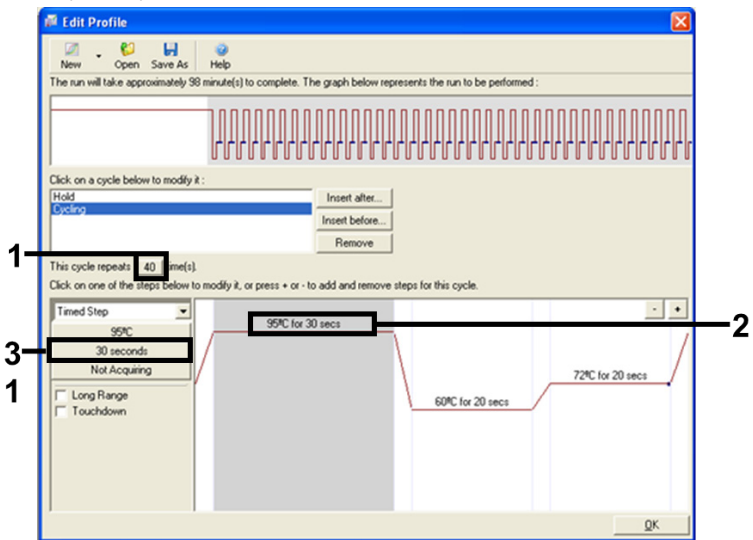 Edit Profile
New Open Save As Help
The run will take approximately 98 minute(s) to complete. The graph below represents the run to be performed :
Click on a cycle below to modify it :
Hold
Cycling
Insert after...
Insert before...
Remove
1
This cycle repeats 40 time(s).
Click on one of the steps below to modify it, or press + or - to add and remove steps for this cycle.
Timed Step
- +
95ºC
95ºC for 30 secs
2
3
30 seconds
Not Acquiring
72ºC for 20 secs
1
Long Range
60ºC for 20 secs
Touchdown
OK